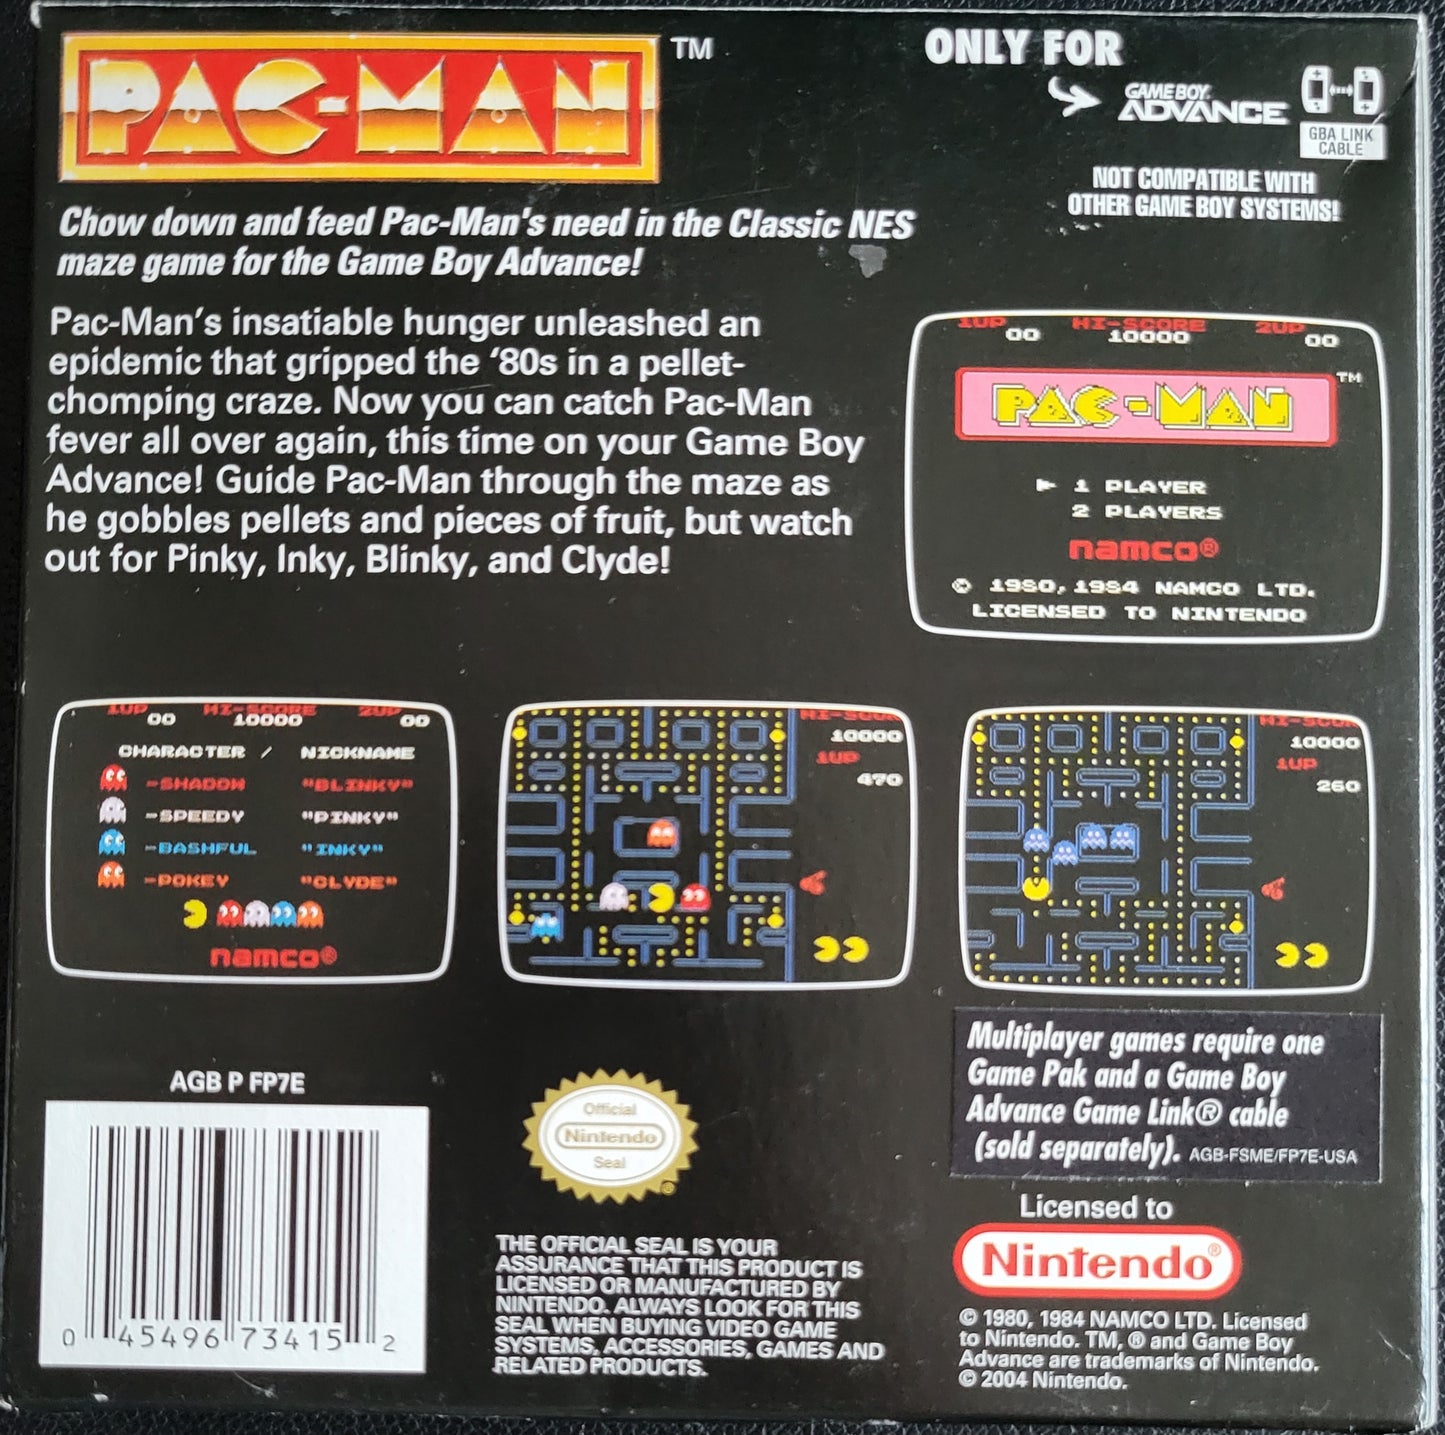 PAC-MAN™
ONLY FOR
GAME BOY
ADVANCE
GBA LINK
CABLE
NOT COMPATIBLE WITH
OTHER GAME BOY SYSTEMS!
Chow down and feed Pac-Man's need in the Classic NES
maze game for the Game Boy Advance!
Pac-Man's insatiable hunger unleashed an
epidemic that gripped the '80s in a pellet-
chomping craze. Now you can catch Pac-Man
fever all over again, this time on your Game Boy
Advance! Guide Pac-Man through the maze as
he gobbles pellets and pieces of fruit, but watch
out for Pinky, Inky, Blinky, and Clyde!
1UP HI-SCORE 2UP
00 10000 00
PAC-MAN™
1 PLAYER
2 PLAYERS
namco®
© 1980, 1984 NAMCO LTD.
LICENSED TO NINTENDO
1UP HI-SCORE 2UP
00 10000 00
CHARACTER / NICKNAME
-SHADOW "BLINKY"
-SPEEDY "PINKY"
-BASHFUL "INKY"
-POKEY "CLYDE"
namco®
HI-SCOR
10000
1UP
470
HI-SCOR
10000
1UP
260
Multiplayer games require one
Game Pak and a Game Boy
Advance Game Link® cable
(sold separately). AGB-FSME/FP7E-USA
AGB P FP7E
0 45496 73415 2
Official
Nintendo
Seal
®
THE OFFICIAL SEAL IS YOUR
ASSURANCE THAT THIS PRODUCT IS
LICENSED OR MANUFACTURED BY
NINTENDO. ALWAYS LOOK FOR THIS
SEAL WHEN BUYING VIDEO GAME
SYSTEMS, ACCESSORIES, GAMES AND
RELATED PRODUCTS.
Licensed to
Nintendo®
© 1980, 1984 NAMCO LTD. Licensed
to Nintendo. TM, ® and Game Boy
Advance are trademarks of Nintendo.
© 2004 Nintendo.